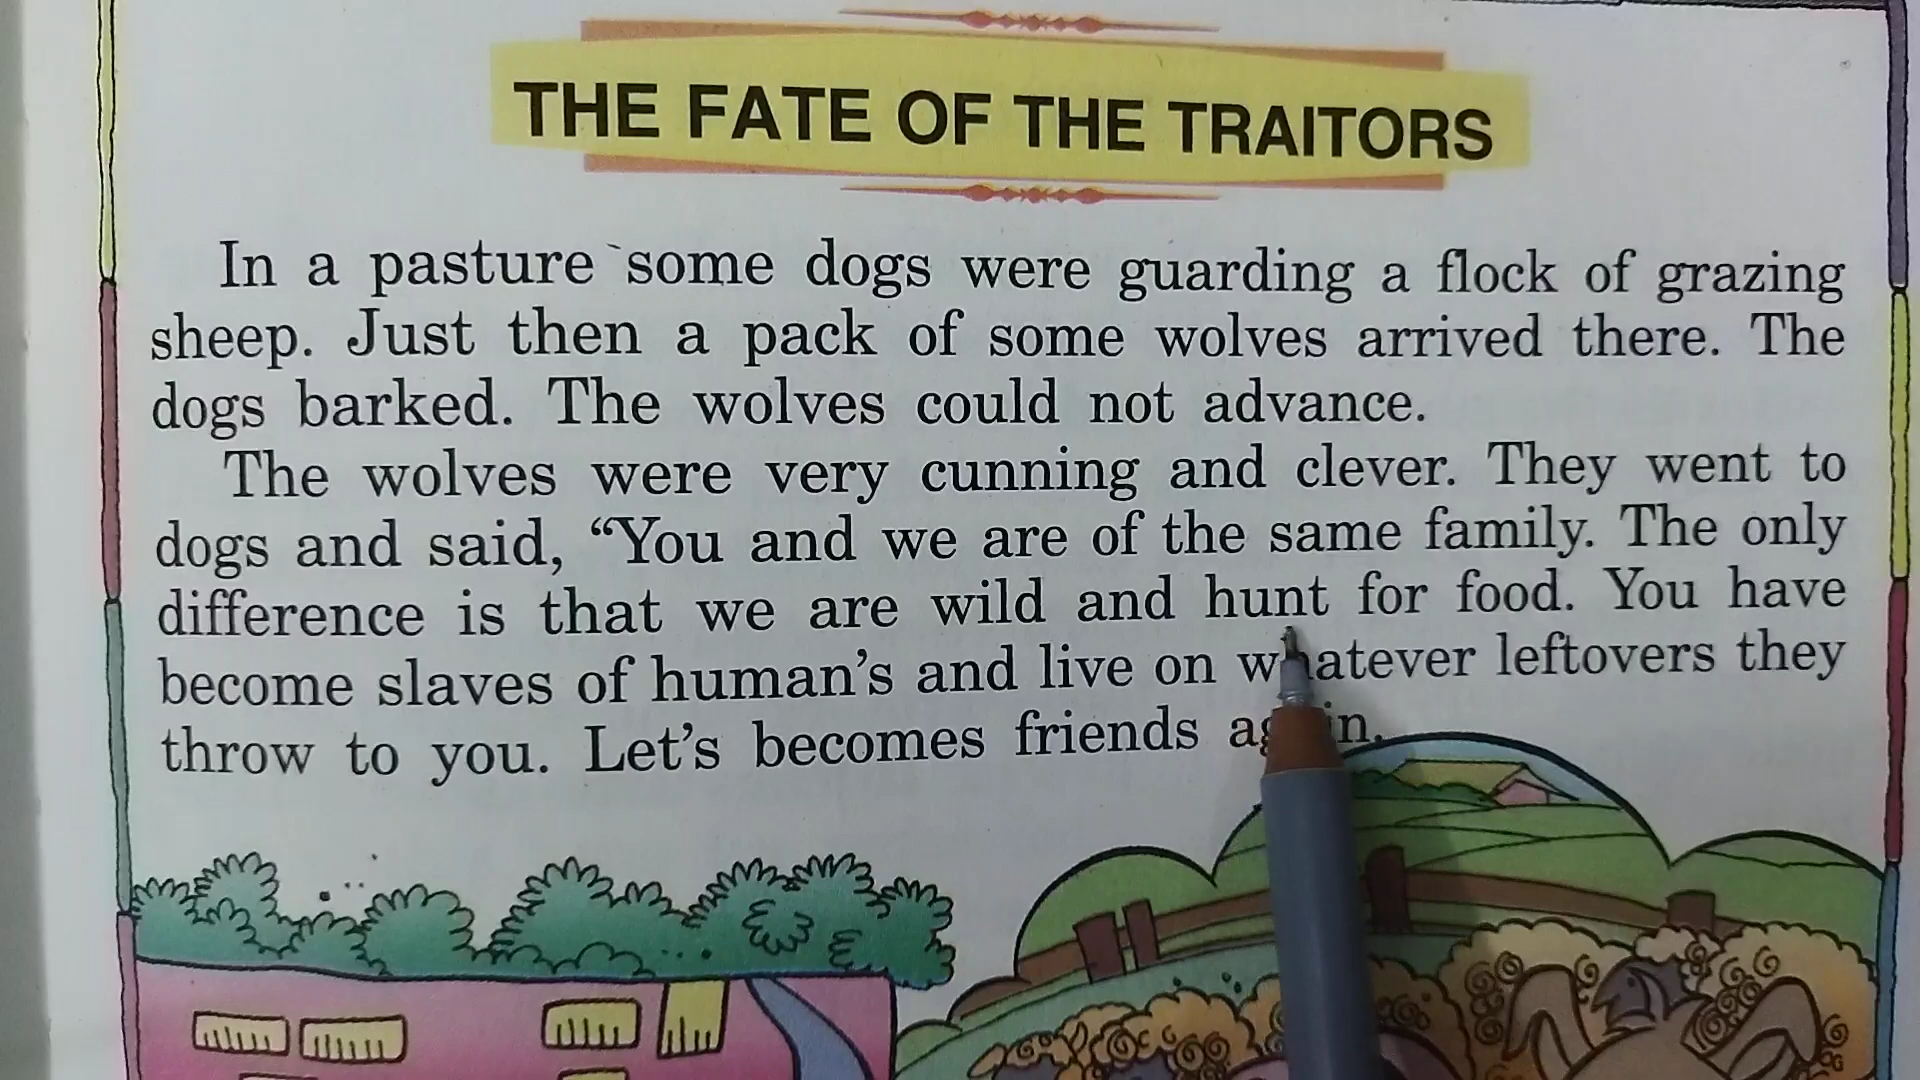 THE FATE OF THE TRAITORS
In a pasture some dogs were guarding a flock of grazing
sheep. Just then a pack of some wolves arrived there. The
dogs barked. The wolves could not advance.
The wolves were very cunning and clever. They went to
dogs and said, “You and we are of the same family. The only
difference is that we are wild and hunt for food. You have
become slaves of human’s and live on whatever leftovers they
throw to you. Let’s becomes friends again.